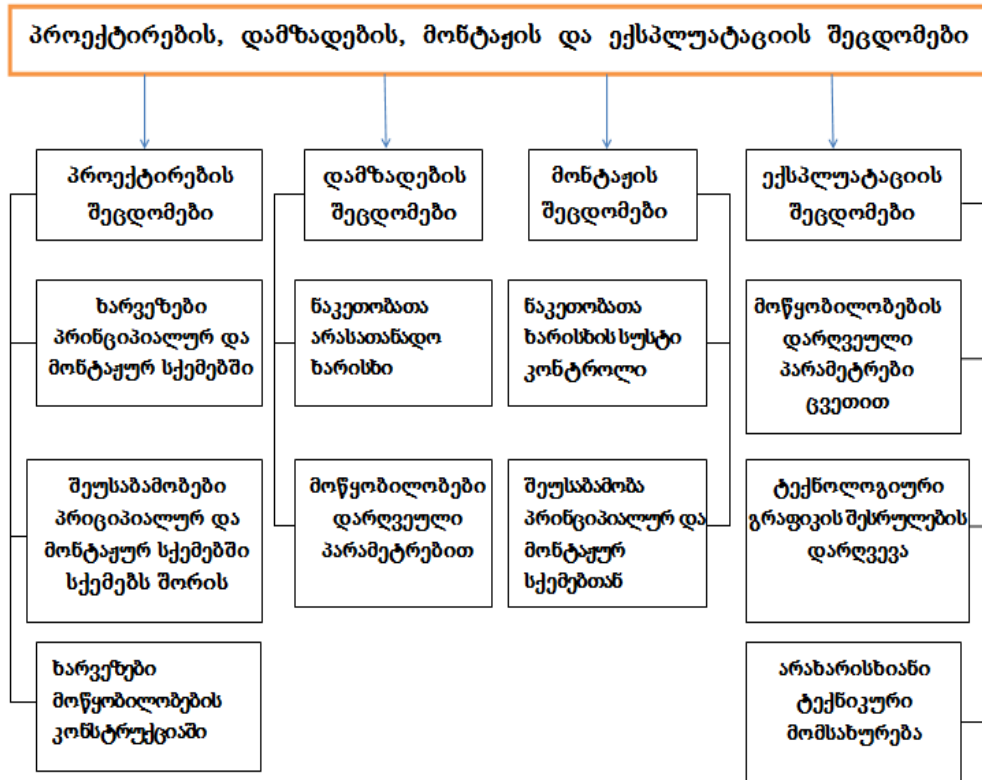 პროექტირების, დამზადების, მონტაჟის და ექსპლუატაციის შეცდომები
პროექტირების
შეცდომები
ხარვეზები
პრინციპიალურ და
მონტაჟურ სქემებში
შეუსაბამობები
პრიციპიალურ და
მონტაჟურ სქემებში
სქემებს შორის
ხარვეზები
მოწყობილობების
კონსტრუქციაში
დამზადების
შეცდომები
ნაკეთობათა
არასათანადო
ხარისხი
მოწყობილობები
დარღვეული
პარამეტრებით
მონტაჟის
შეცდომები
ნაკეთობათა
ხარისხის სუსტი
კონტროლი
შეუსაბამობა
პრინციპიალურ და
მონტაჟურ
სქემებთან
ექსპლუატაციის
შეცდომები
მოწყობილობების
დარღვეული
პარამეტრები
ცვეთით
ტექნოლოგიური
გრაფიკის შესრულების
დარღვევა
არახარისხიანი
ტექნიკური
მომსახურება